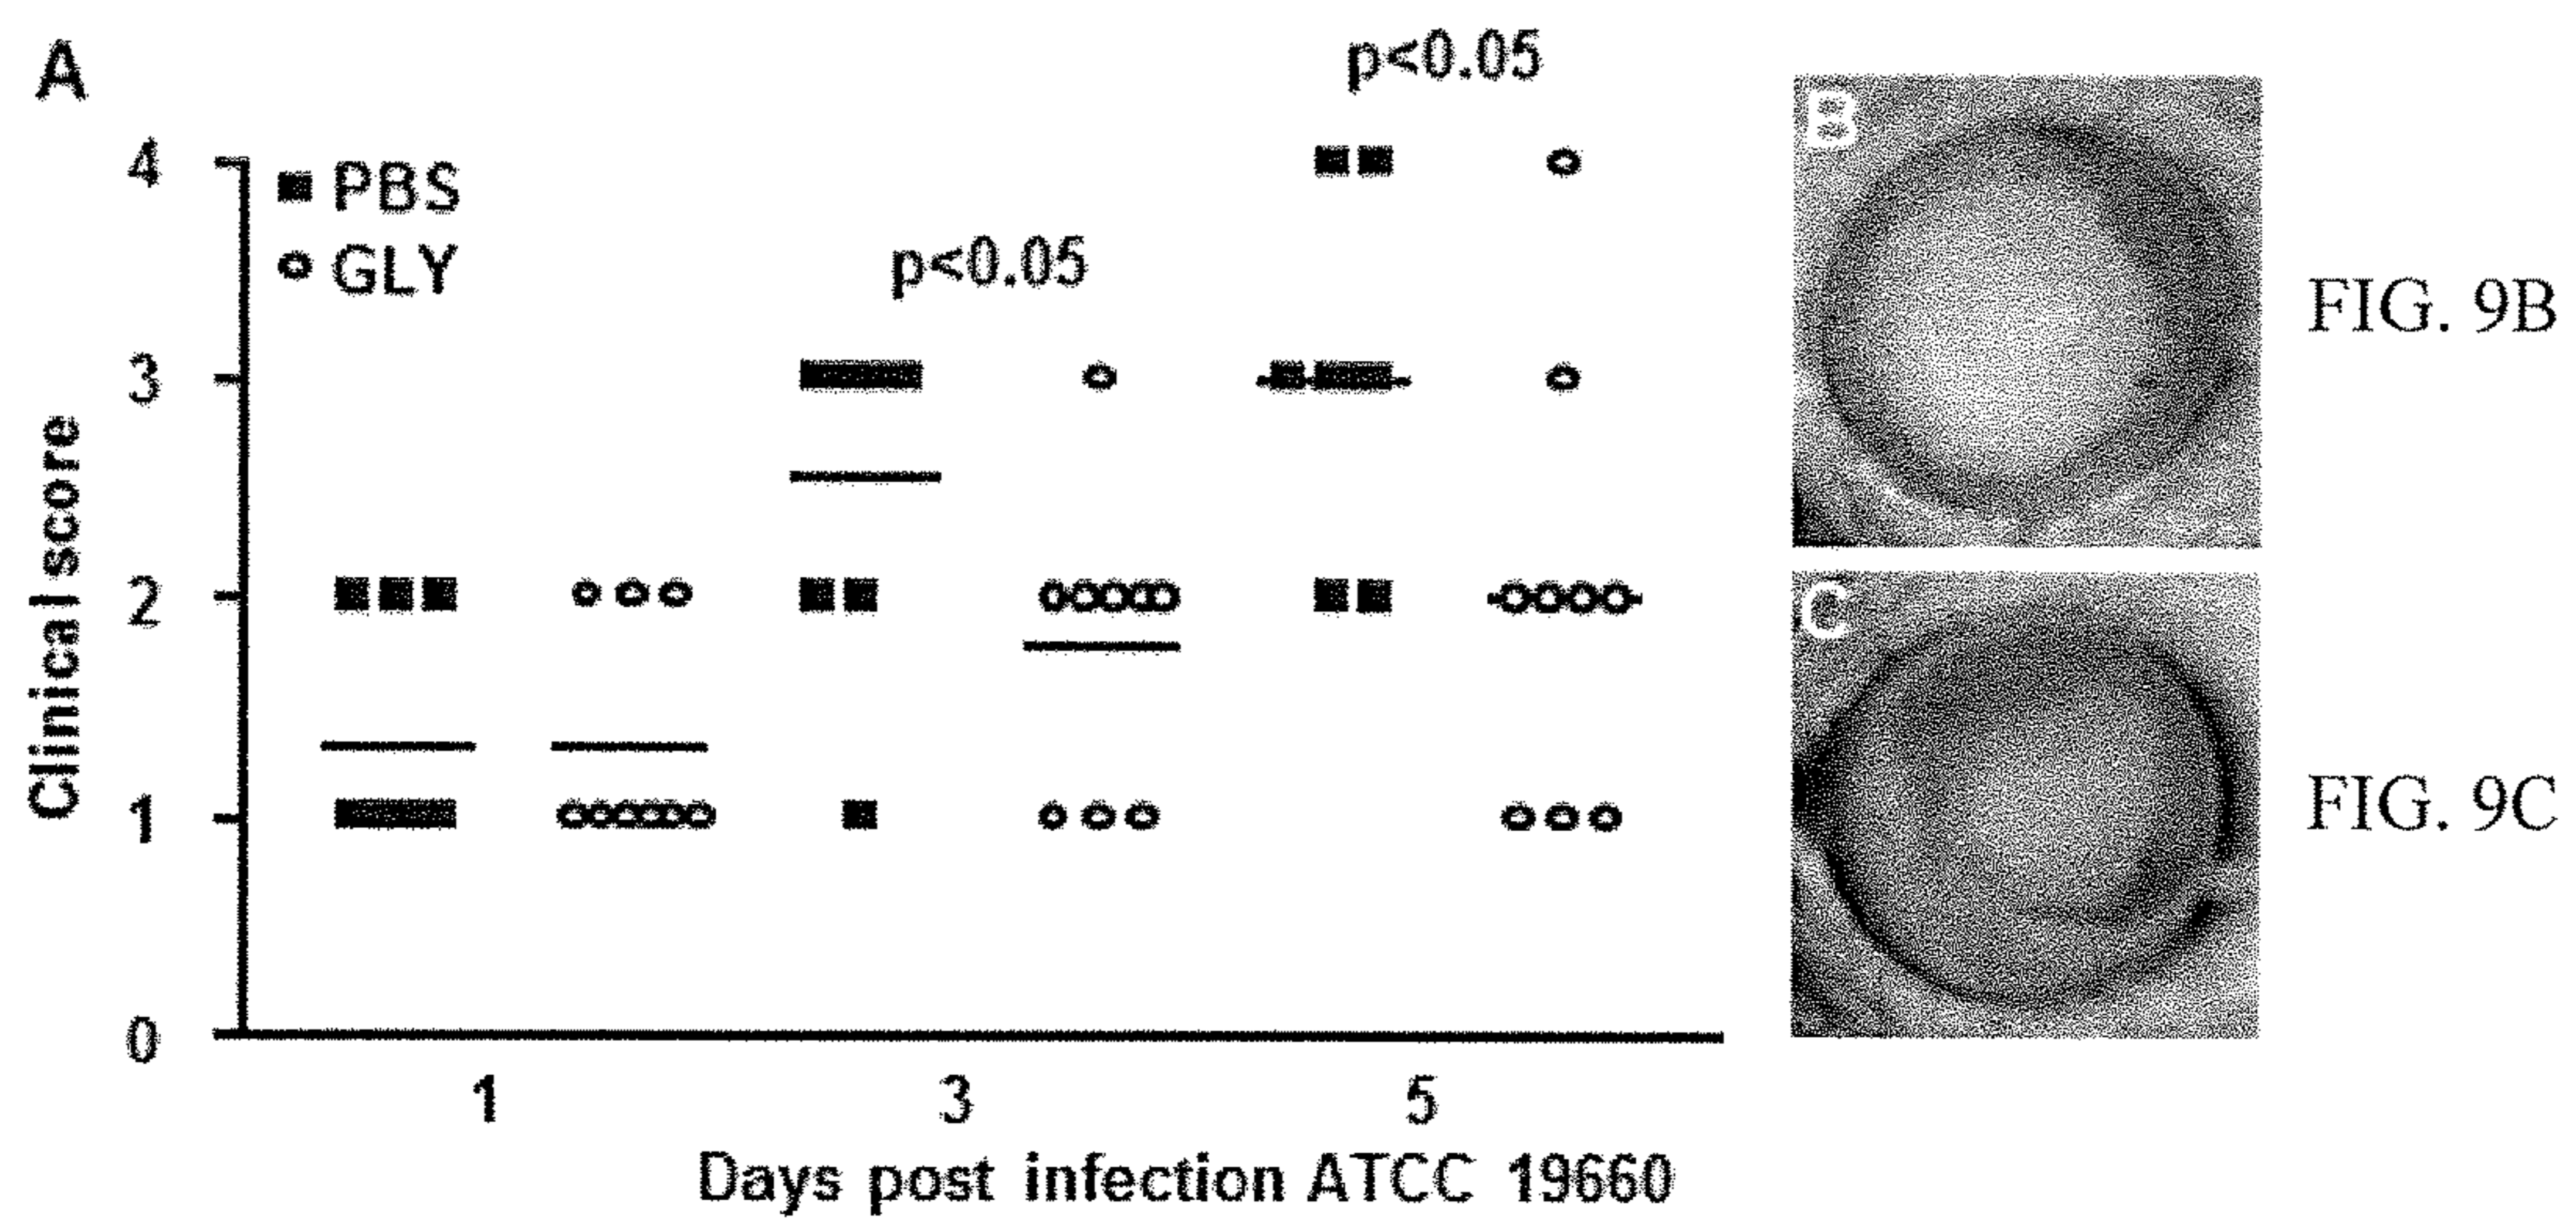 A
p<0.05
p<0.05
PBS
GLY
4
3
2
1
0
Clinical score
1
3
5
Days post infection ATCC 19660
B
FIG. 9B
C
FIG. 9C